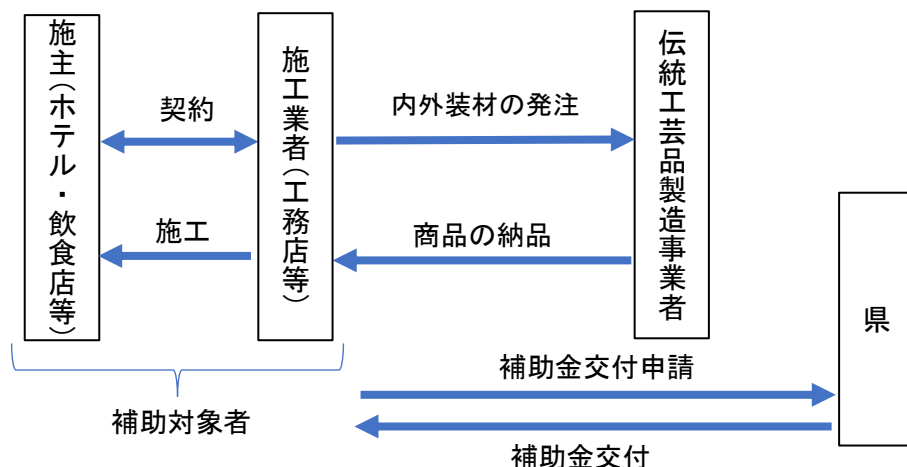 施主（ホテル・飲食店等）
契約
施工
施工業者（工務店等）
内外装材の発注
商品の納品
伝統工芸品製造事業者
県
補助対象者
補助金交付申請
補助金交付